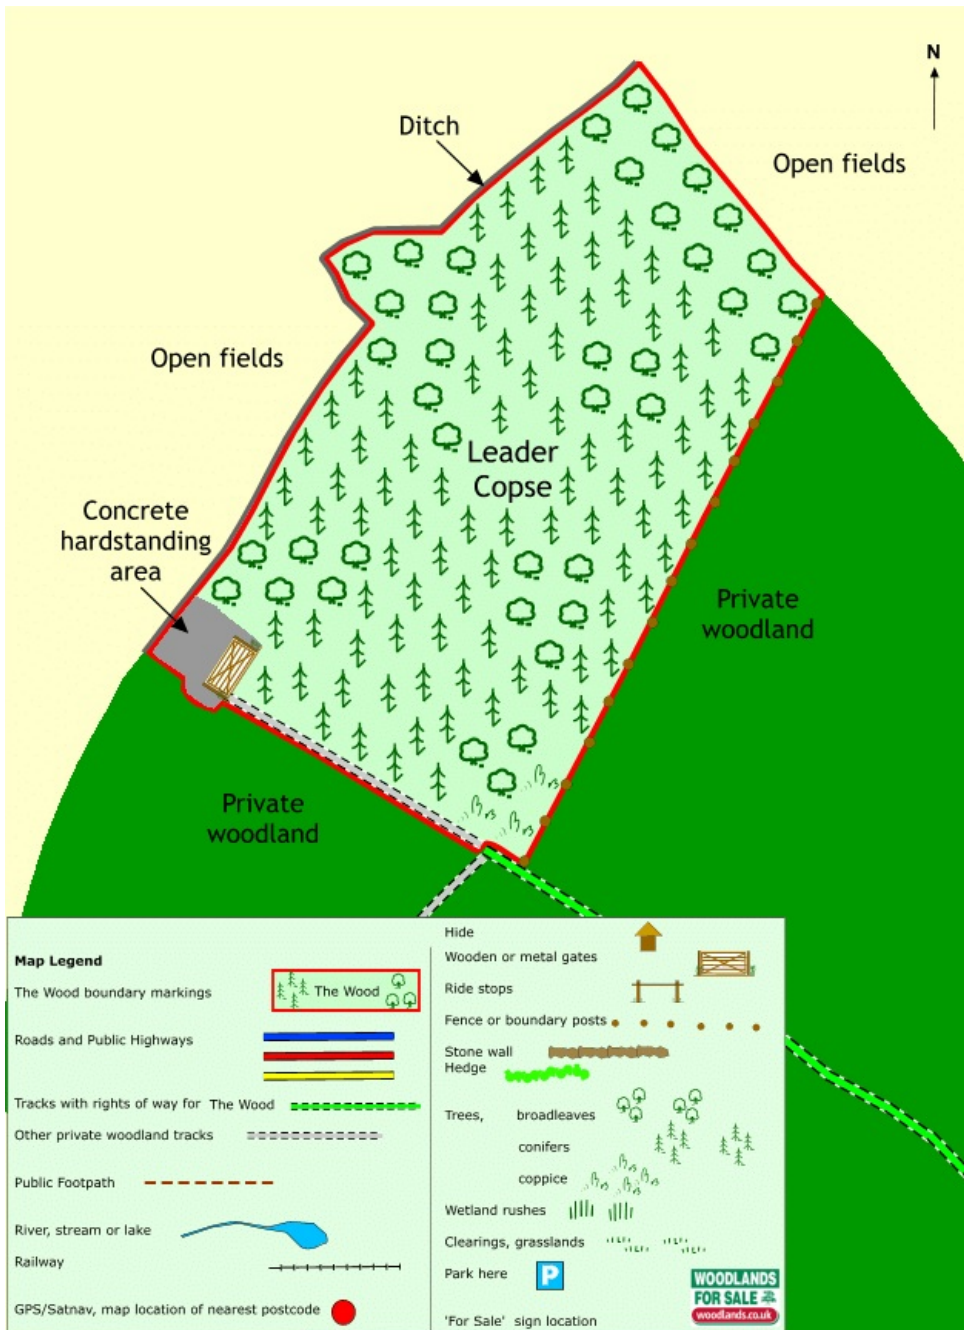 N
Ditch
Open fields
Open fields
Leader
Copse
Concrete
hardstanding
area
Private
woodland
Private
woodland
Map Legend
The Wood boundary markings
The Wood
Roads and Public Highways
Tracks with rights of way for The Wood
Other private woodland tracks
Public Footpath
River, stream or lake
Railway
GPS/Satnav, map location of nearest postcode
Hide
Wooden or metal gates
Ride stops
Fence or boundary posts
Stone wall
Hedge
Trees, broadleaves
conifers
coppice
Wetland rushes
Clearings, grasslands
Park here
P
'For Sale' sign location
WOODLANDS
FOR SALE
woodlands.co.uk